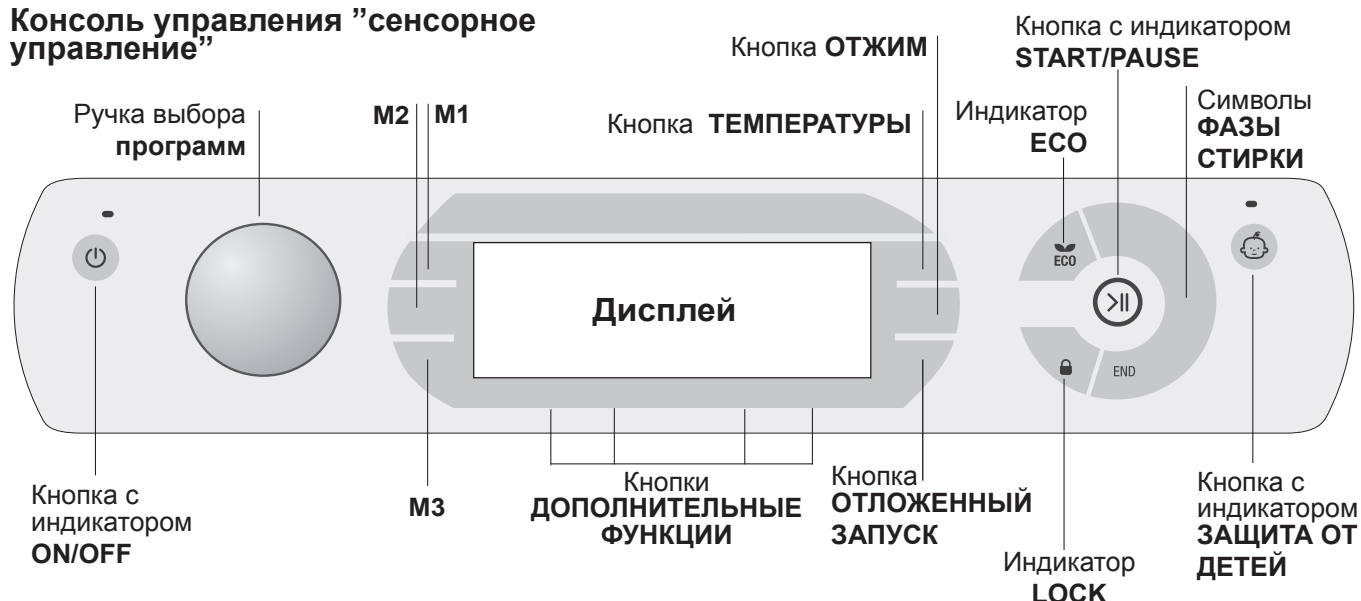 Консоль управления ”сенсорное
управление”
Кнопка ОТЖИМ
Кнопка с индикатором
START/PAUSE
Ручка выбора
программ
M2
M1
Кнопка ТЕМПЕРАТУРЫ
Индикатор
ECO
Символы
ФАЗЫ
СТИРКИ
ECO
Дисплей
END
Кнопка с
индикатором
ON/OFF
M3
Кнопки
ДОПОЛНИТЕЛЬНЫЕ
ФУНКЦИИ
Кнопка
ОТЛОЖЕННЫЙ
ЗАПУСК
Индикатор
LOCK
Кнопка с
индикатором
ЗАЩИТА ОТ
ДЕТЕЙ